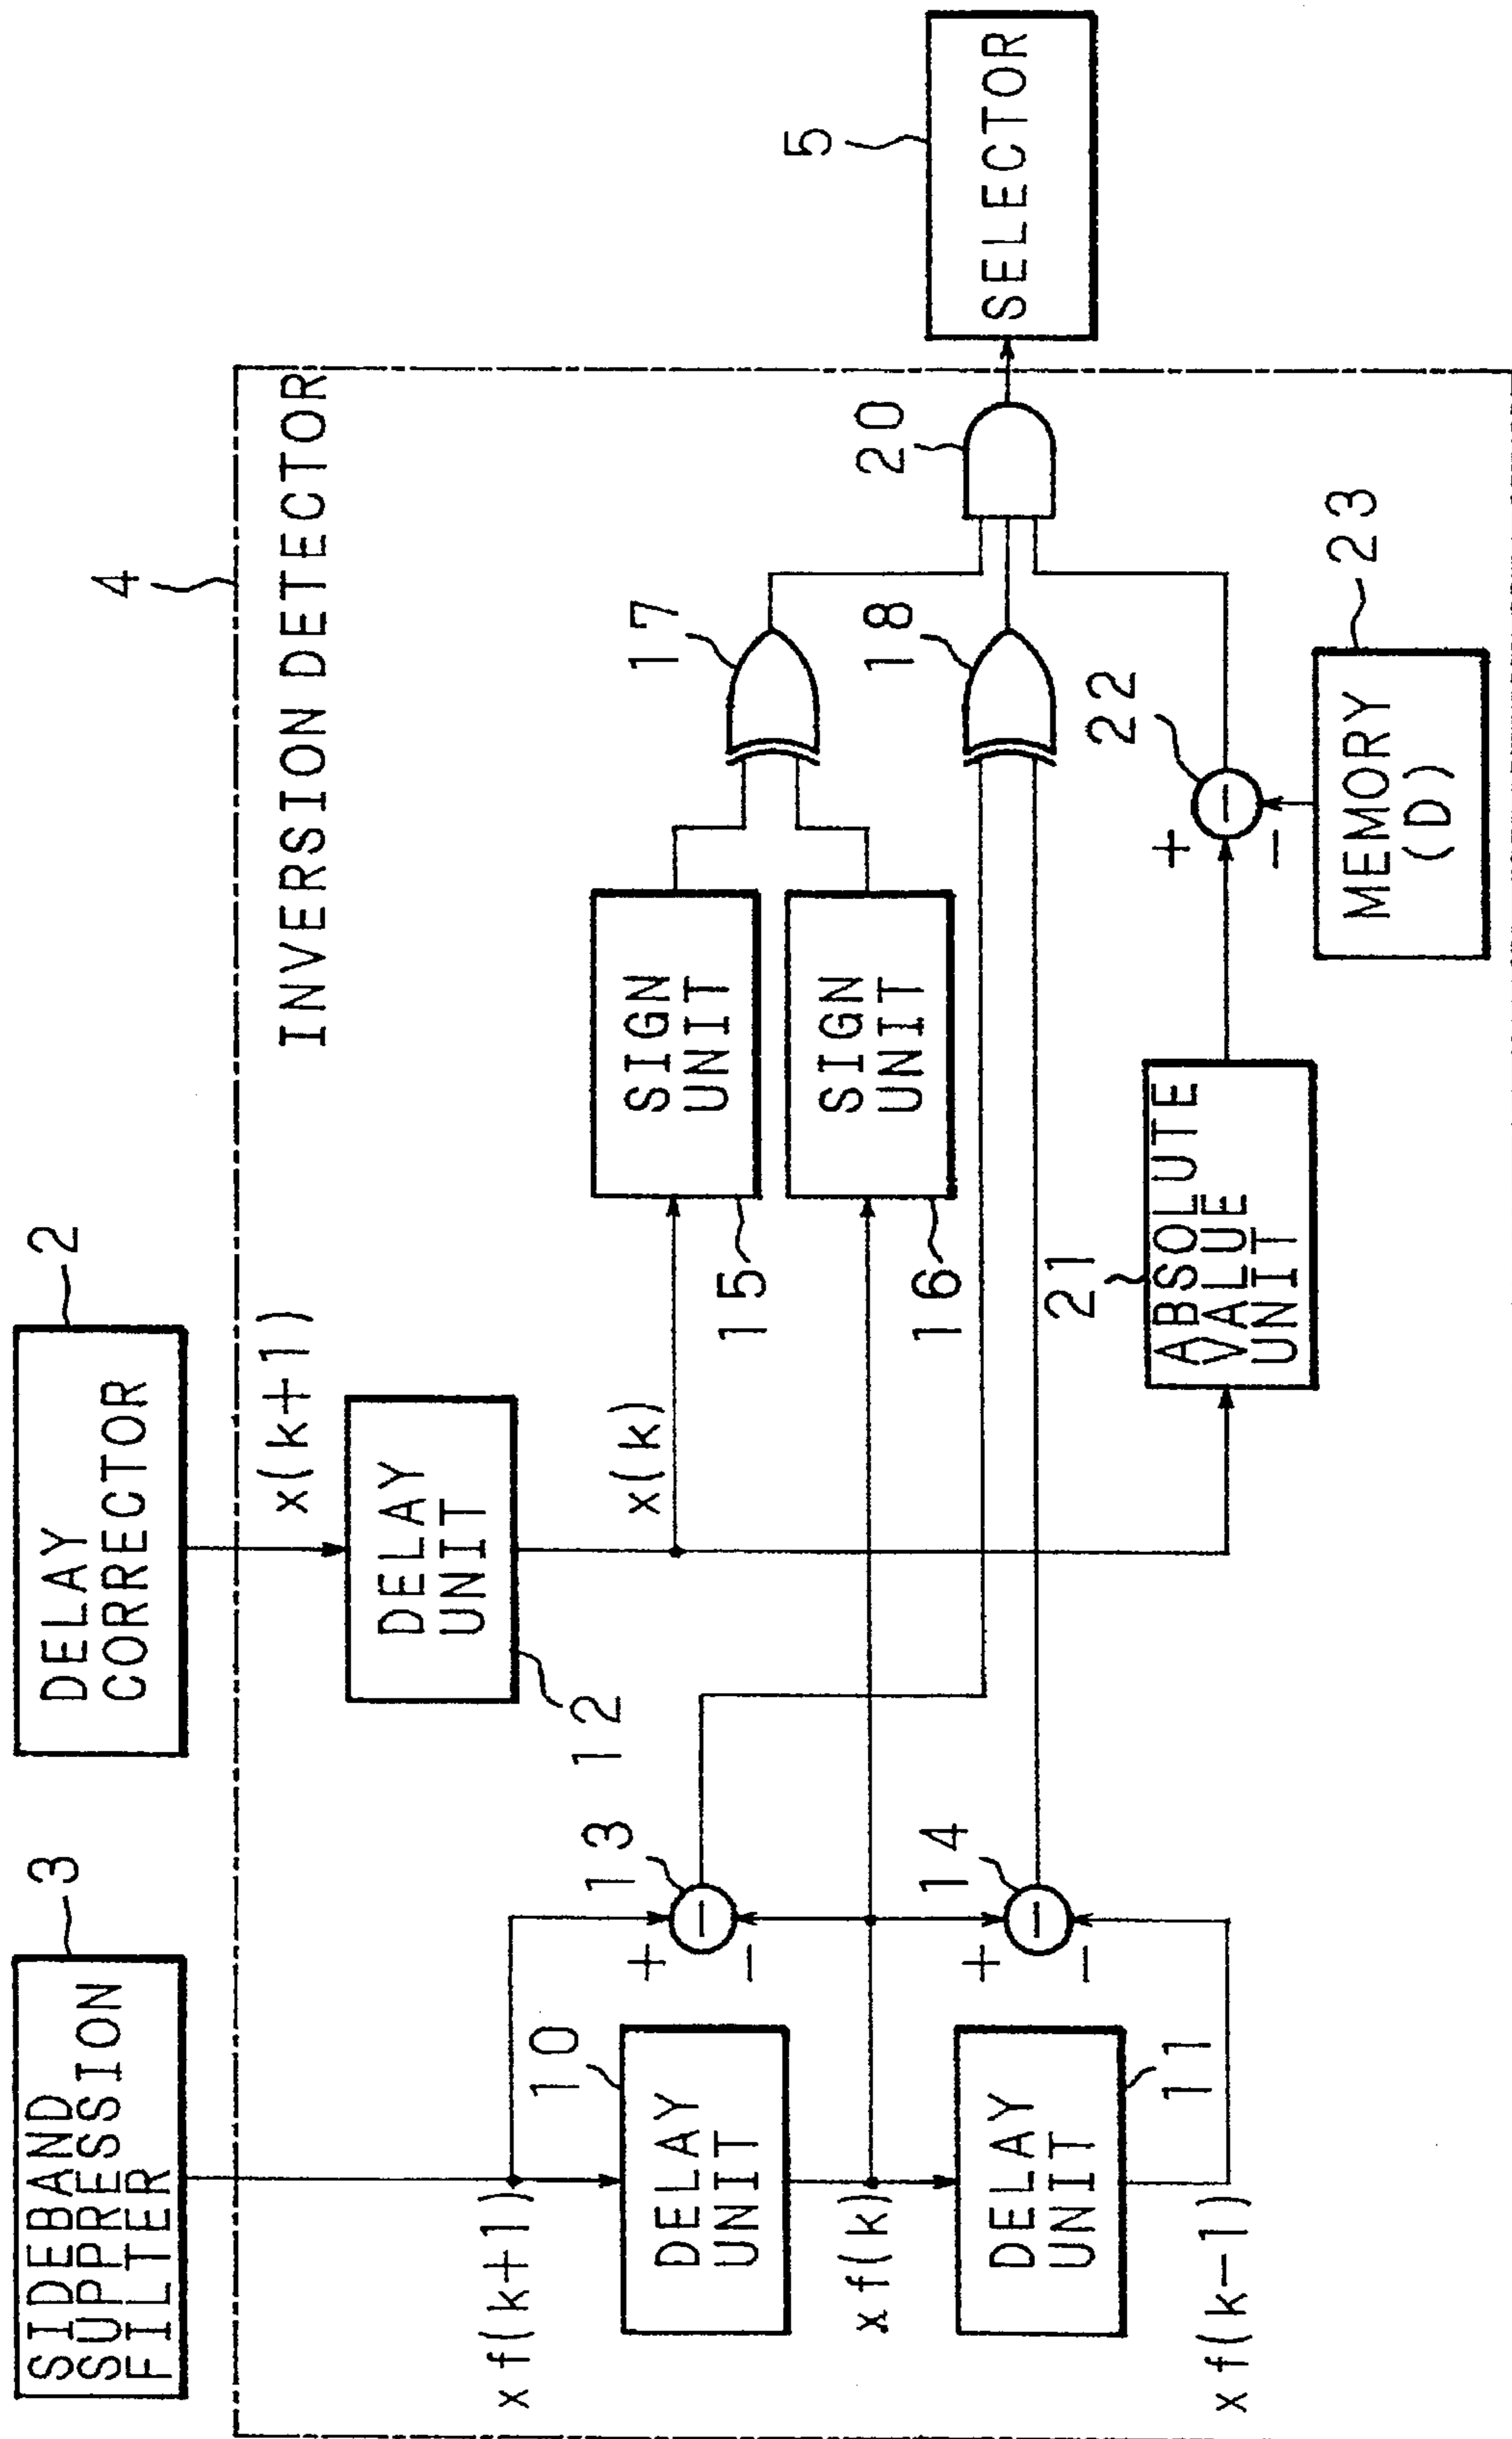 SIDEBAND
SUPPRESSION
FILTER
3
DELAY
CORRECTOR
2
4
INVERSION DETECTOR
x(k+1)
DELAY
UNIT
12
xf(k+1)
10
DELAY
UNIT
xf(k)
DELAY
UNIT
11
xf(k-1)
13
+
−
−
14
+
−
−
x(k)
SIGN
UNIT
15
SIGN
UNIT
16
17
18
20
5
SELECTOR
21
ABSOLUTE
VALUE
UNIT
22
+
−
−
MEMORY
(D)
23